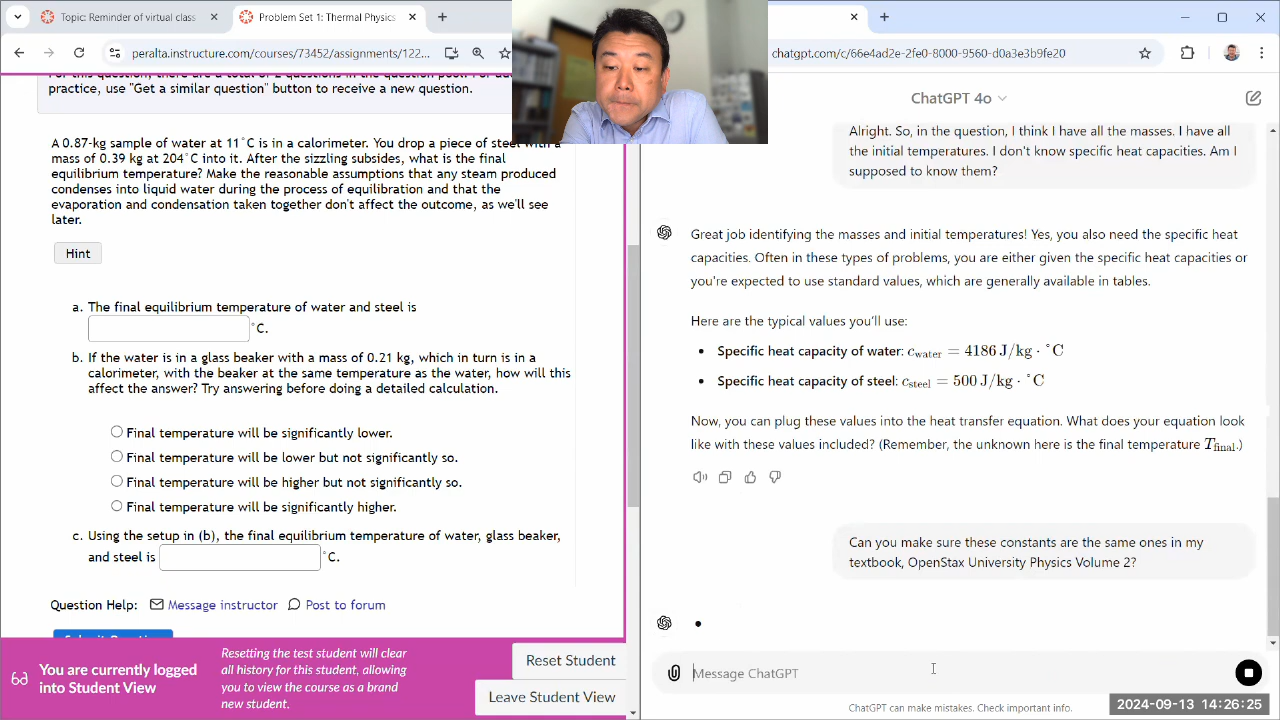 Topic: Reminder of virtual class
Problem Set 1: Thermal Physics
peralta.instructure.com/courses/73452/assignments/122...
chatgpt.com/c/66e4ad2e-2fe0-8000-9560-d0a3e3bf9e20
practice, use "Get a similar question" button to receive a new question.
A 0.87-kg sample of water at 11°C is in a calorimeter. You drop a piece of steel with a
mass of 0.39 kg at 204°C into it. After the sizzling subsides, what is the final
equilibrium temperature? Make the reasonable assumptions that any steam produced
condenses into liquid water during the process of equilibration and that the
evaporation and condensation taken together don't affect the outcome, as we'll see
later.
Hint
a. The final equilibrium temperature of water and steel is
°C.
b. If the water is in a glass beaker with a mass of 0.21 kg, which in turn is in a
calorimeter, with the beaker at the same temperature as the water, how will this
affect the answer? Try answering before doing a detailed calculation.
Final temperature will be significantly lower.
Final temperature will be lower but not significantly so.
Final temperature will be higher but not significantly so.
Final temperature will be significantly higher.
c. Using the setup in (b), the final equilibrium temperature of water, glass beaker,
and steel is °C.
Question Help: Message instructor Post to forum
You are currently logged
into Student View
Resetting the test student will clear
all history for this student, allowing
you to view the course as a brand
new student.
Reset Student
Leave Student View
ChatGPT 4o
Alright. So, in the question, I think I have all the masses. I have all
the initial temperatures. I don't know specific heat capacities. Am I
supposed to know them?
Great job identifying the masses and initial temperatures! Yes, you also need the specific heat
capacities. Often in these types of problems, you are either given the specific heat capacities or
you're expected to use standard values, which are generally available in tables.
Here are the typical values you'll use:
• Specific heat capacity of water: c_water = 4186 J/kg · °C
• Specific heat capacity of steel: c_steel = 500 J/kg · °C
Now, you can plug these values into the heat transfer equation. What does your equation look
like with these values included? (Remember, the unknown here is the final temperature T_final.)
Can you make sure these constants are the same ones in my
textbook, OpenStax University Physics Volume 2?
Message ChatGPT
ChatGPT can make mistakes. Check important info.
2024-09-13 14:26:25